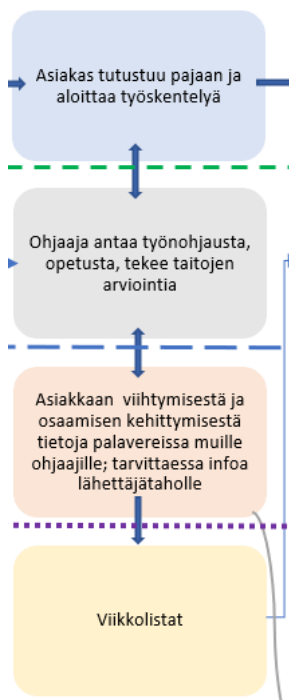 Asiakas tutustuu pajaan ja
aloittaa työskentelyä
Ohjaaja antaa työnohjausta,
opetusta, tekee taitojen
arviointia
Asiakkaan viihtymisestä ja
osaamisen kehittymisestä
tietoja palavereissa muille
ohjaajille; tarvittaessa infoa
lähettäjätaholle
Viikkolistat